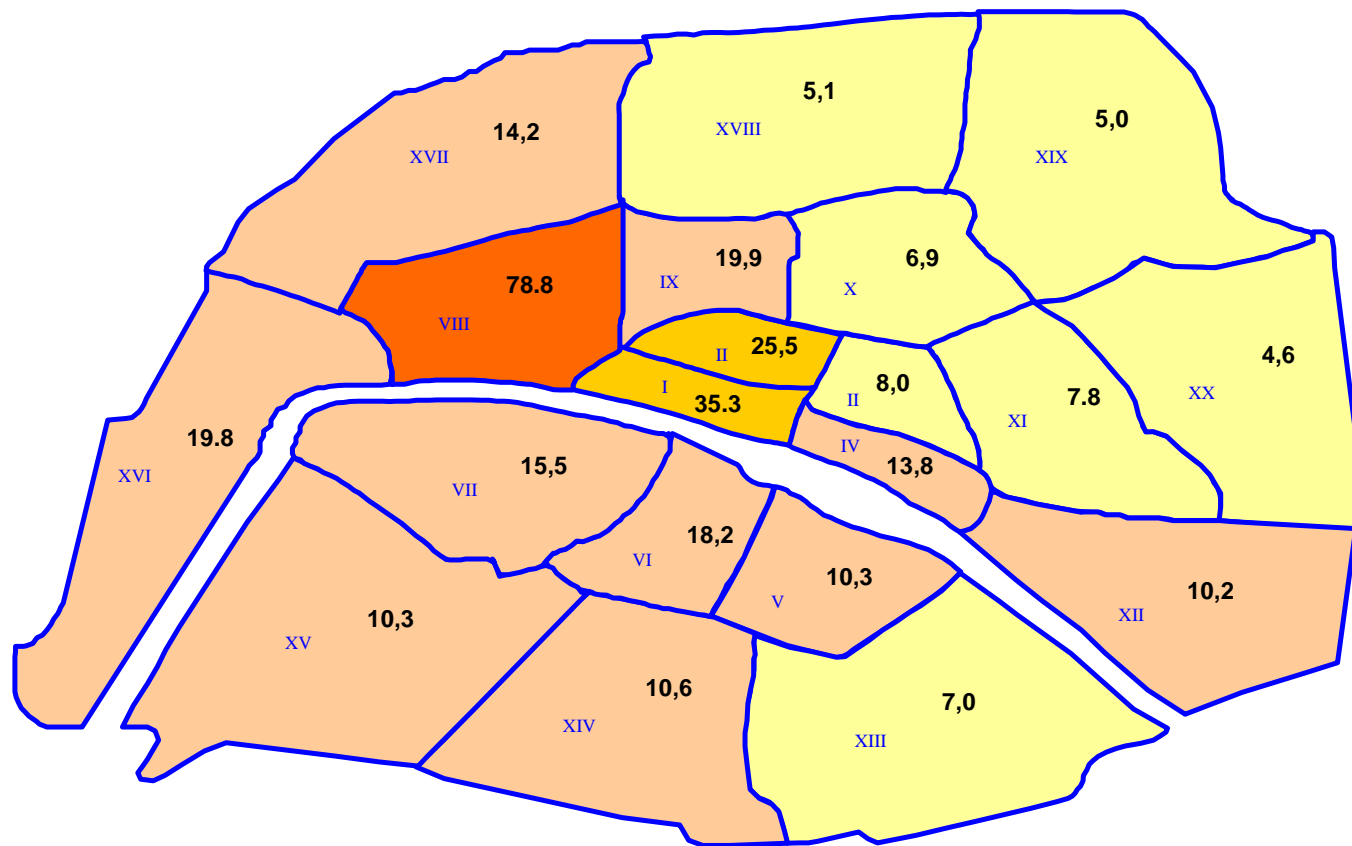 5,1
XVIII
5,0
XIX
14,2
XVII
19,9
IX
6,9
X
78.8
VIII
25,5
II
4,6
XX
35.3
I
8,0
II
7.8
XI
19.8
XVI
13,8
IV
15,5
VII
18,2
VI
10,3
V
10,2
XII
10,3
XV
10,6
XIV
7,0
XIII